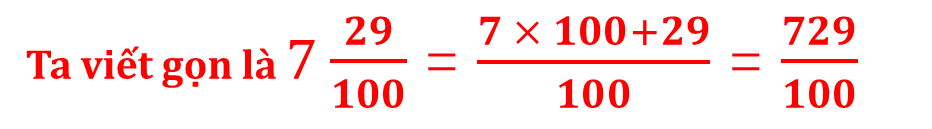 Ta viết gọn là 7 29/100 = 7 × 100+29/100 = 729/100